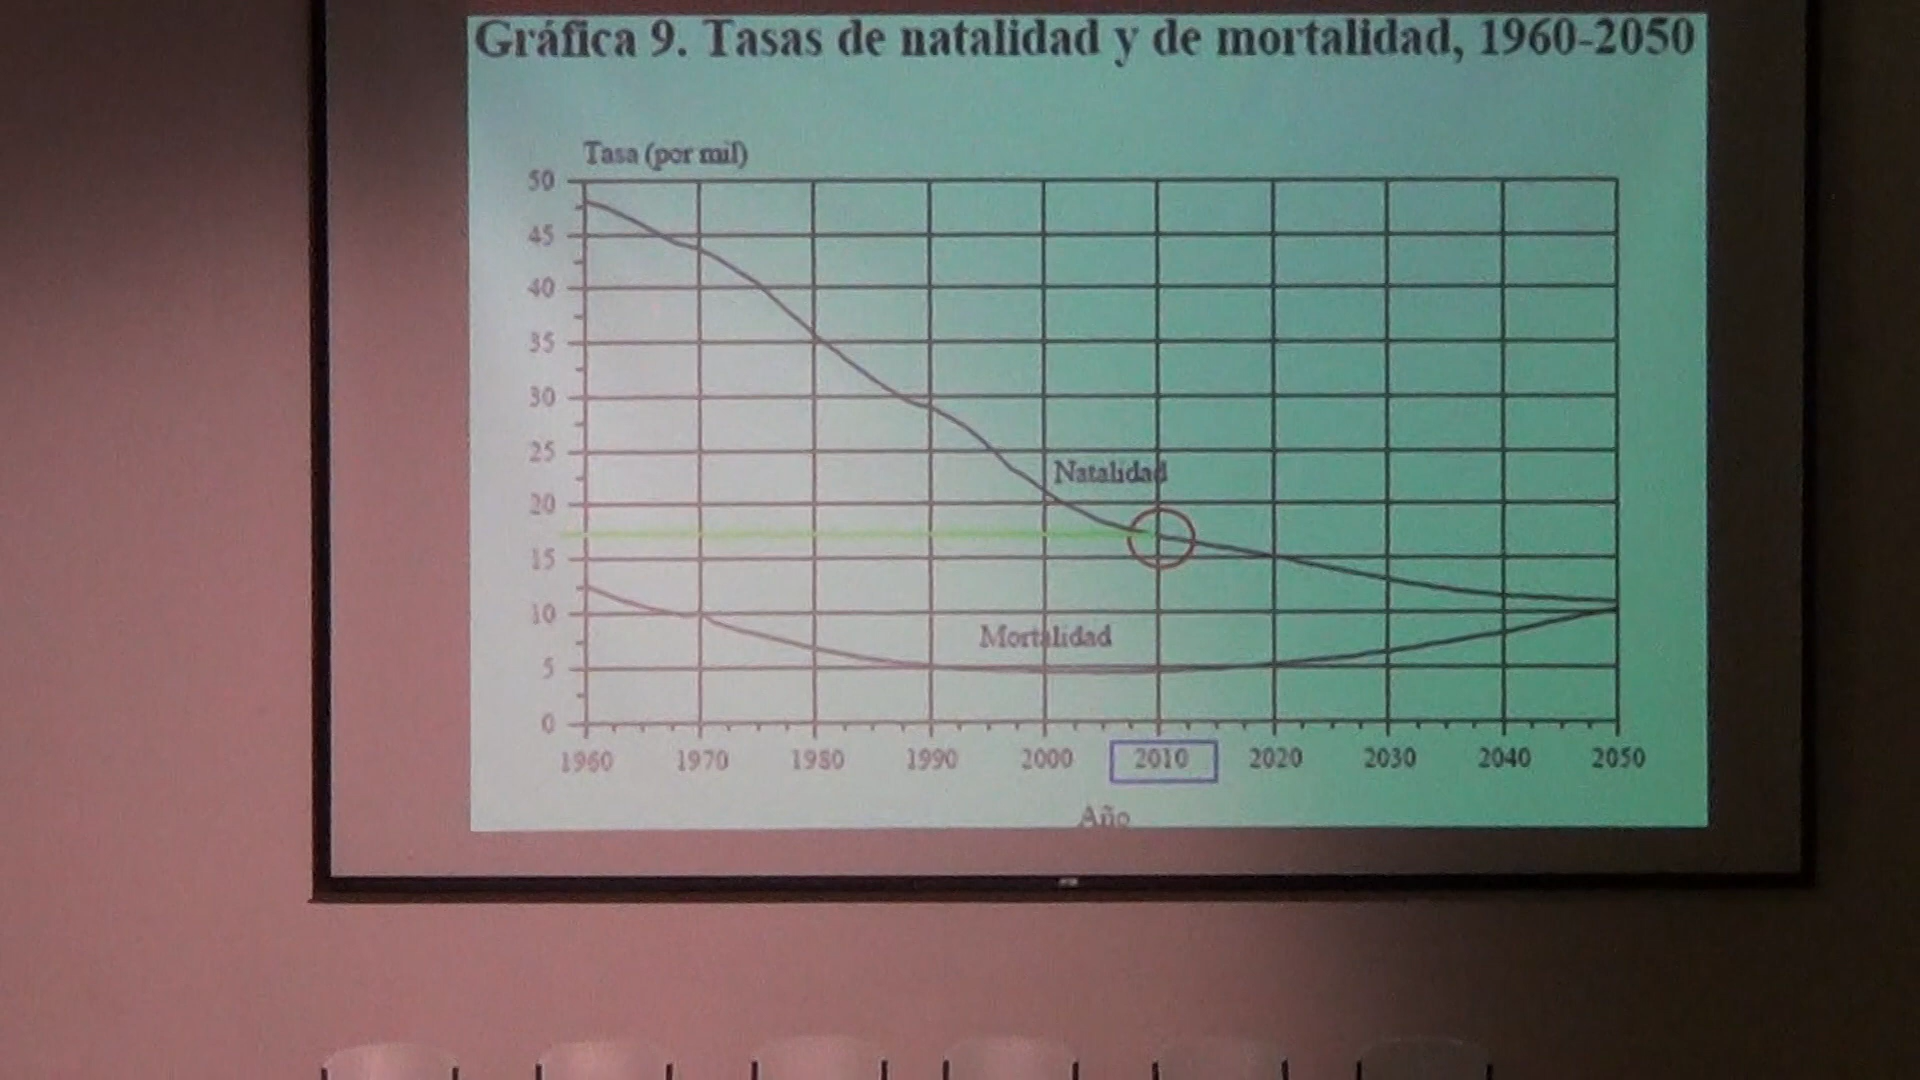 Gráfica 9. Tasas de natalidad y de mortalidad, 1960-2050
Tasa (por mil)
50
45
40
35
30
25
Natalidad
20
15
10
Mortalidad
5
0
1960 1970 1980 1990 2000 2010 2020 2030 2040 2050
Año